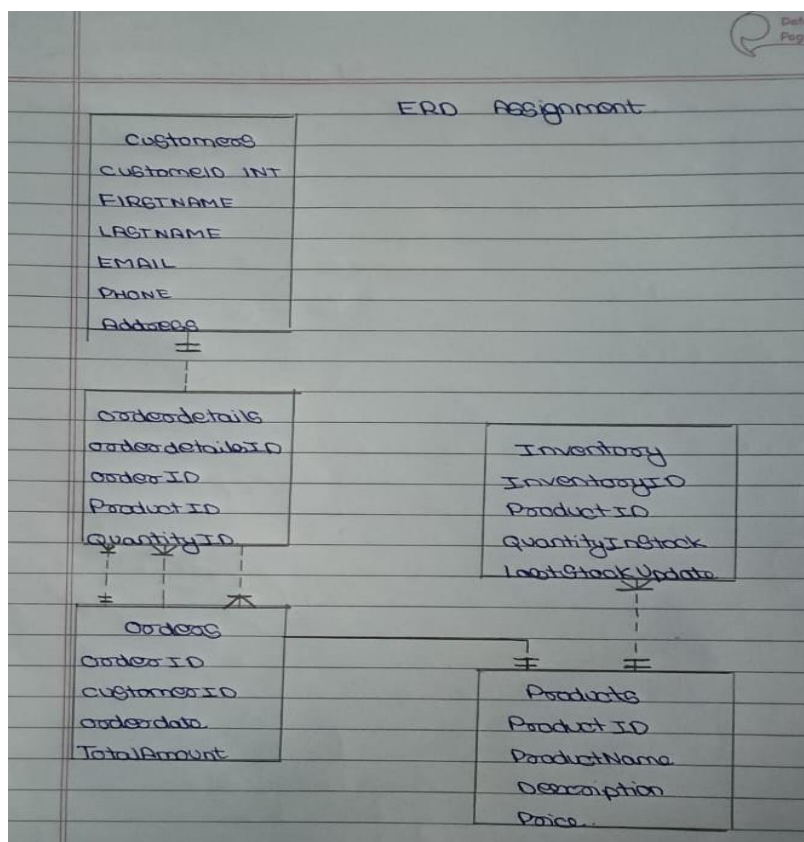 ERD Assignment
Customers
CustomeID INT
FIRSTNAME
LASTNAME
EMAIL
PHONE
Address
orderdetails
orderdetailsID
orderID
ProductID
QuantityID
Inventory
InventoryID
ProductID
QuantityInStock
LastStockUpdate
Orders
orderID
customerID
orderdate
TotalAmount
Products
ProductID
ProductName
Description
Price